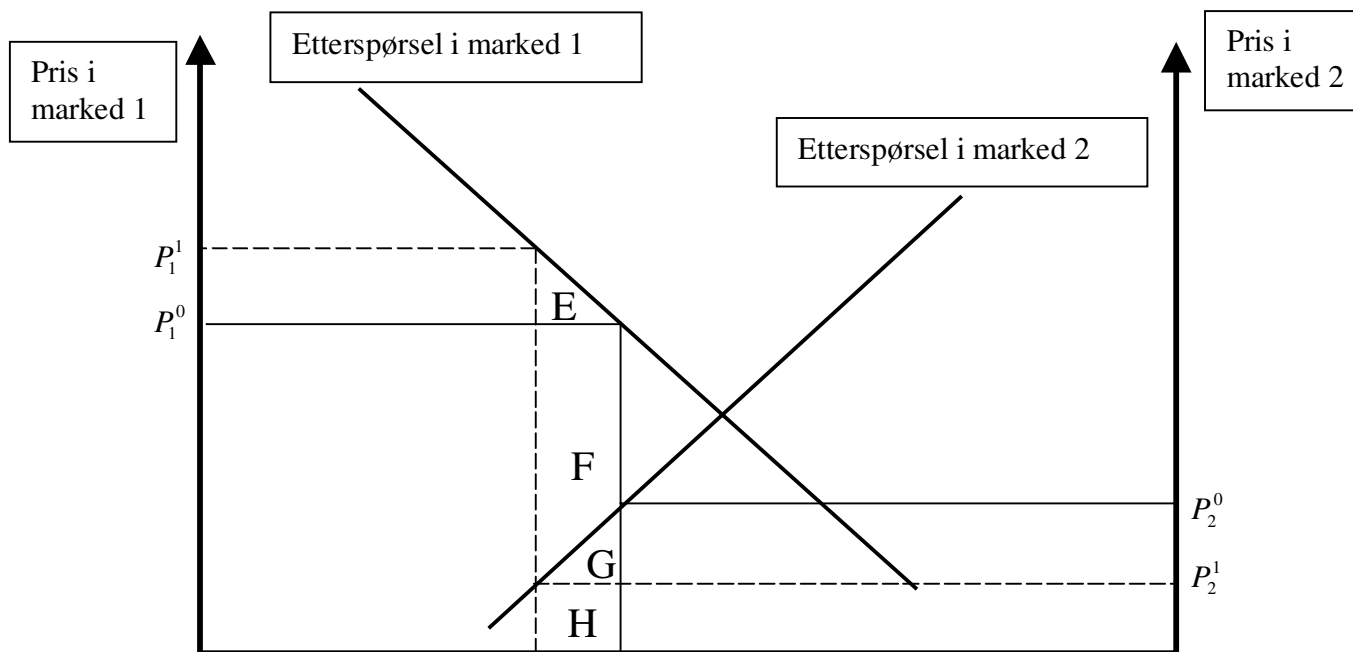 Etterspørsel i marked 1
Pris i
marked 1
Pris i
marked 2
Etterspørsel i marked 2
P₁¹
E
P₁⁰
F
P₂⁰
G
P₂¹
H